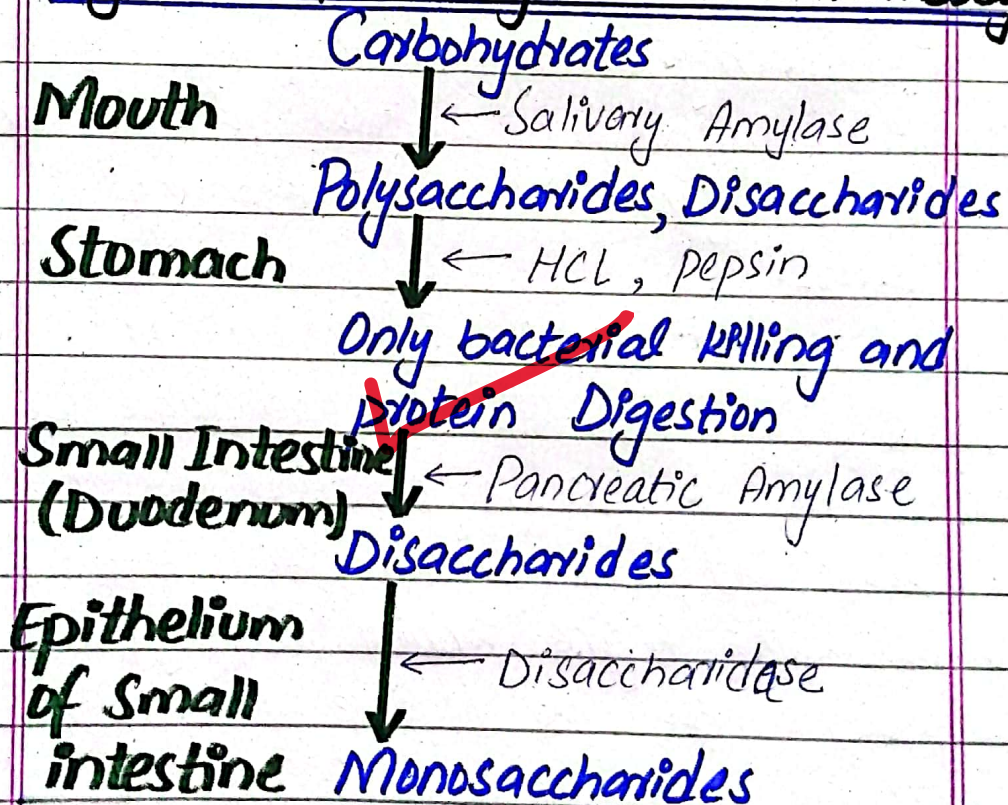 Carbohydrates
Mouth ← Salivary Amylase
Polysaccharides, Disaccharides
Stomach ← HCL, pepsin
Only bacterial killing and
protein Digestion
Small Intestine
(Duodenum) ← Pancreatic Amylase
Disaccharides
Epithelium
of Small ← Disaccharidase
intestine Monosaccharides